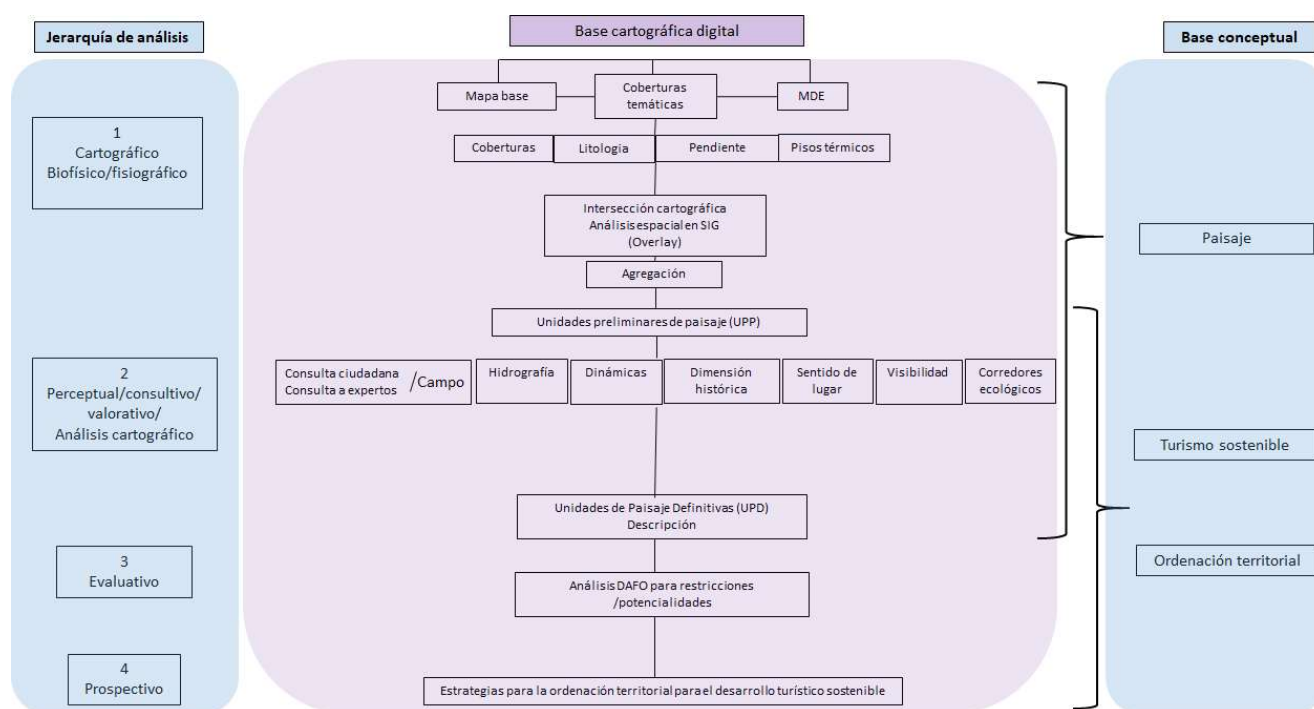 Jerarquía de análisis
Base cartográfica digital
Base conceptual
Mapa base
Coberturas
temáticas
MDE
1
Cartográfico
Biofísico/fisiográfico
Coberturas
Litologia
Pendiente
Pisos térmicos
Intersección cartográfica
Análisis espacial en SIG
(Overlay)
Agregación
Paisaje
Unidades preliminares de paisaje (UPP)
2
Perceptual/consultivo/
valorativo/
Análisis cartográfico
Consulta ciudadana
Consulta a expertos
/Campo
Hidrografía
Dinámicas
Dimensión
histórica
Sentido de
lugar
Visibilidad
Corredores
ecológicos
Turismo sostenible
Unidades de Paisaje Definitivas (UPD)
Descripción
3
Evaluativo
Ordenación territorial
Análisis DAFO para restricciones
/potencialidades
4
Prospectivo
Estrategias para la ordenación territorial para el desarrollo turístico sostenible